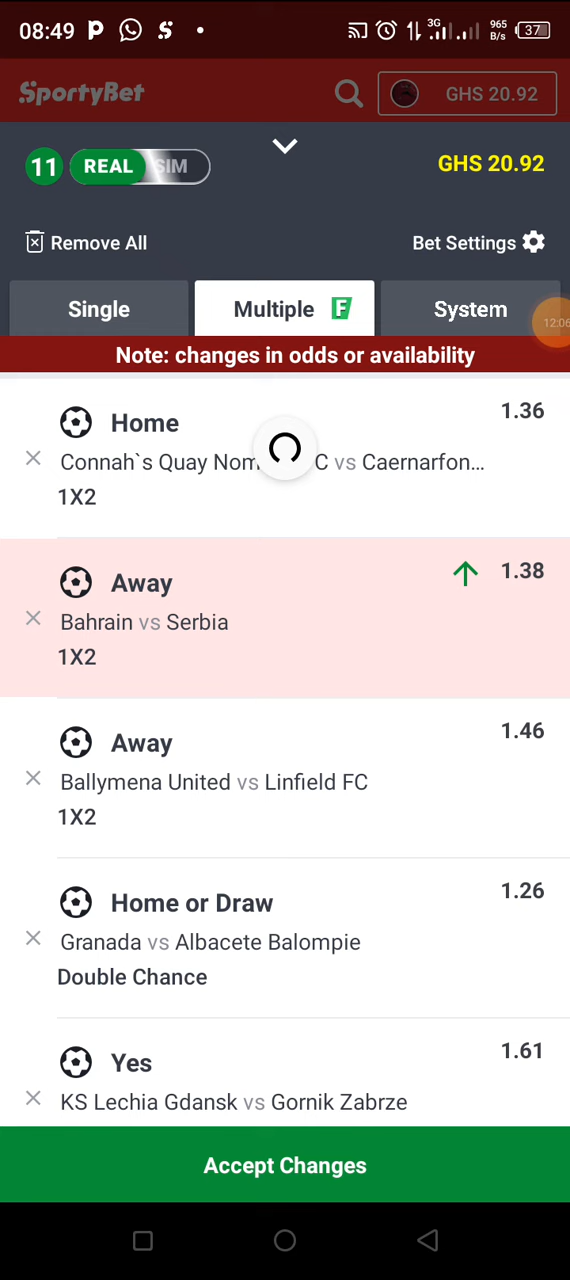 08:49
3G
965
B/s
37
SportyBet
GHS 20.92
11 REAL SIM
GHS 20.92
Remove All
Bet Settings
Single
Multiple F
System
12:06
Note: changes in odds or availability
Home
1.36
Connah`s Quay Nom C vs Caernarfon...
1X2
Away
1.38
Bahrain vs Serbia
1X2
Away
1.46
Ballymena United vs Linfield FC
1X2
Home or Draw
1.26
Granada vs Albacete Balompie
Double Chance
Yes
1.61
KS Lechia Gdansk vs Gornik Zabrze
Accept Changes